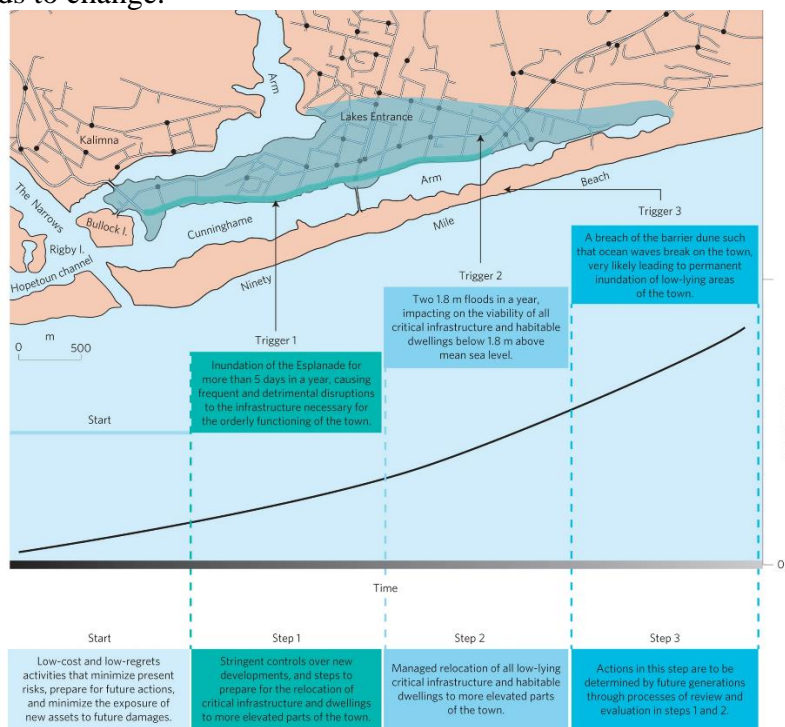 ds to change.
Arm
Kalimna
Lakes Entrance
The Narrows
Bullock I.
Rigby I.
Hopetoun channel
Cunninghame
Arm
Ninety
Mile
Beach
m
0 500
Trigger 1
Inundation of the Esplanade for
more than 5 days in a year, causing
frequent and detrimental disruptions
to the infrastructure necessary for
the orderly functioning of the town.
Trigger 2
Two 1.8 m floods in a year,
impacting on the viability of all
critical infrastructure and habitable
dwellings below 1.8 m above
mean sea level.
Trigger 3
A breach of the barrier dune such
that ocean waves break on the town,
very likely leading to permanent
inundation of low-lying areas
of the town.
Start
0
Time
Start
Low-cost and low-regrets
activities that minimize present
risks, prepare for future actions,
and minimize the exposure of
new assets to future damages.
Step 1
Stringent controls over new
developments, and steps to
prepare for the relocation of
critical infrastructure and dwellings
to more elevated parts of the town.
Step 2
Managed relocation of all low-lying
critical infrastructure and habitable
dwellings to more elevated parts
of the town.
Step 3
Actions in this step are to be
determined by future generations
through processes of review and
evaluation in steps 1 and 2.